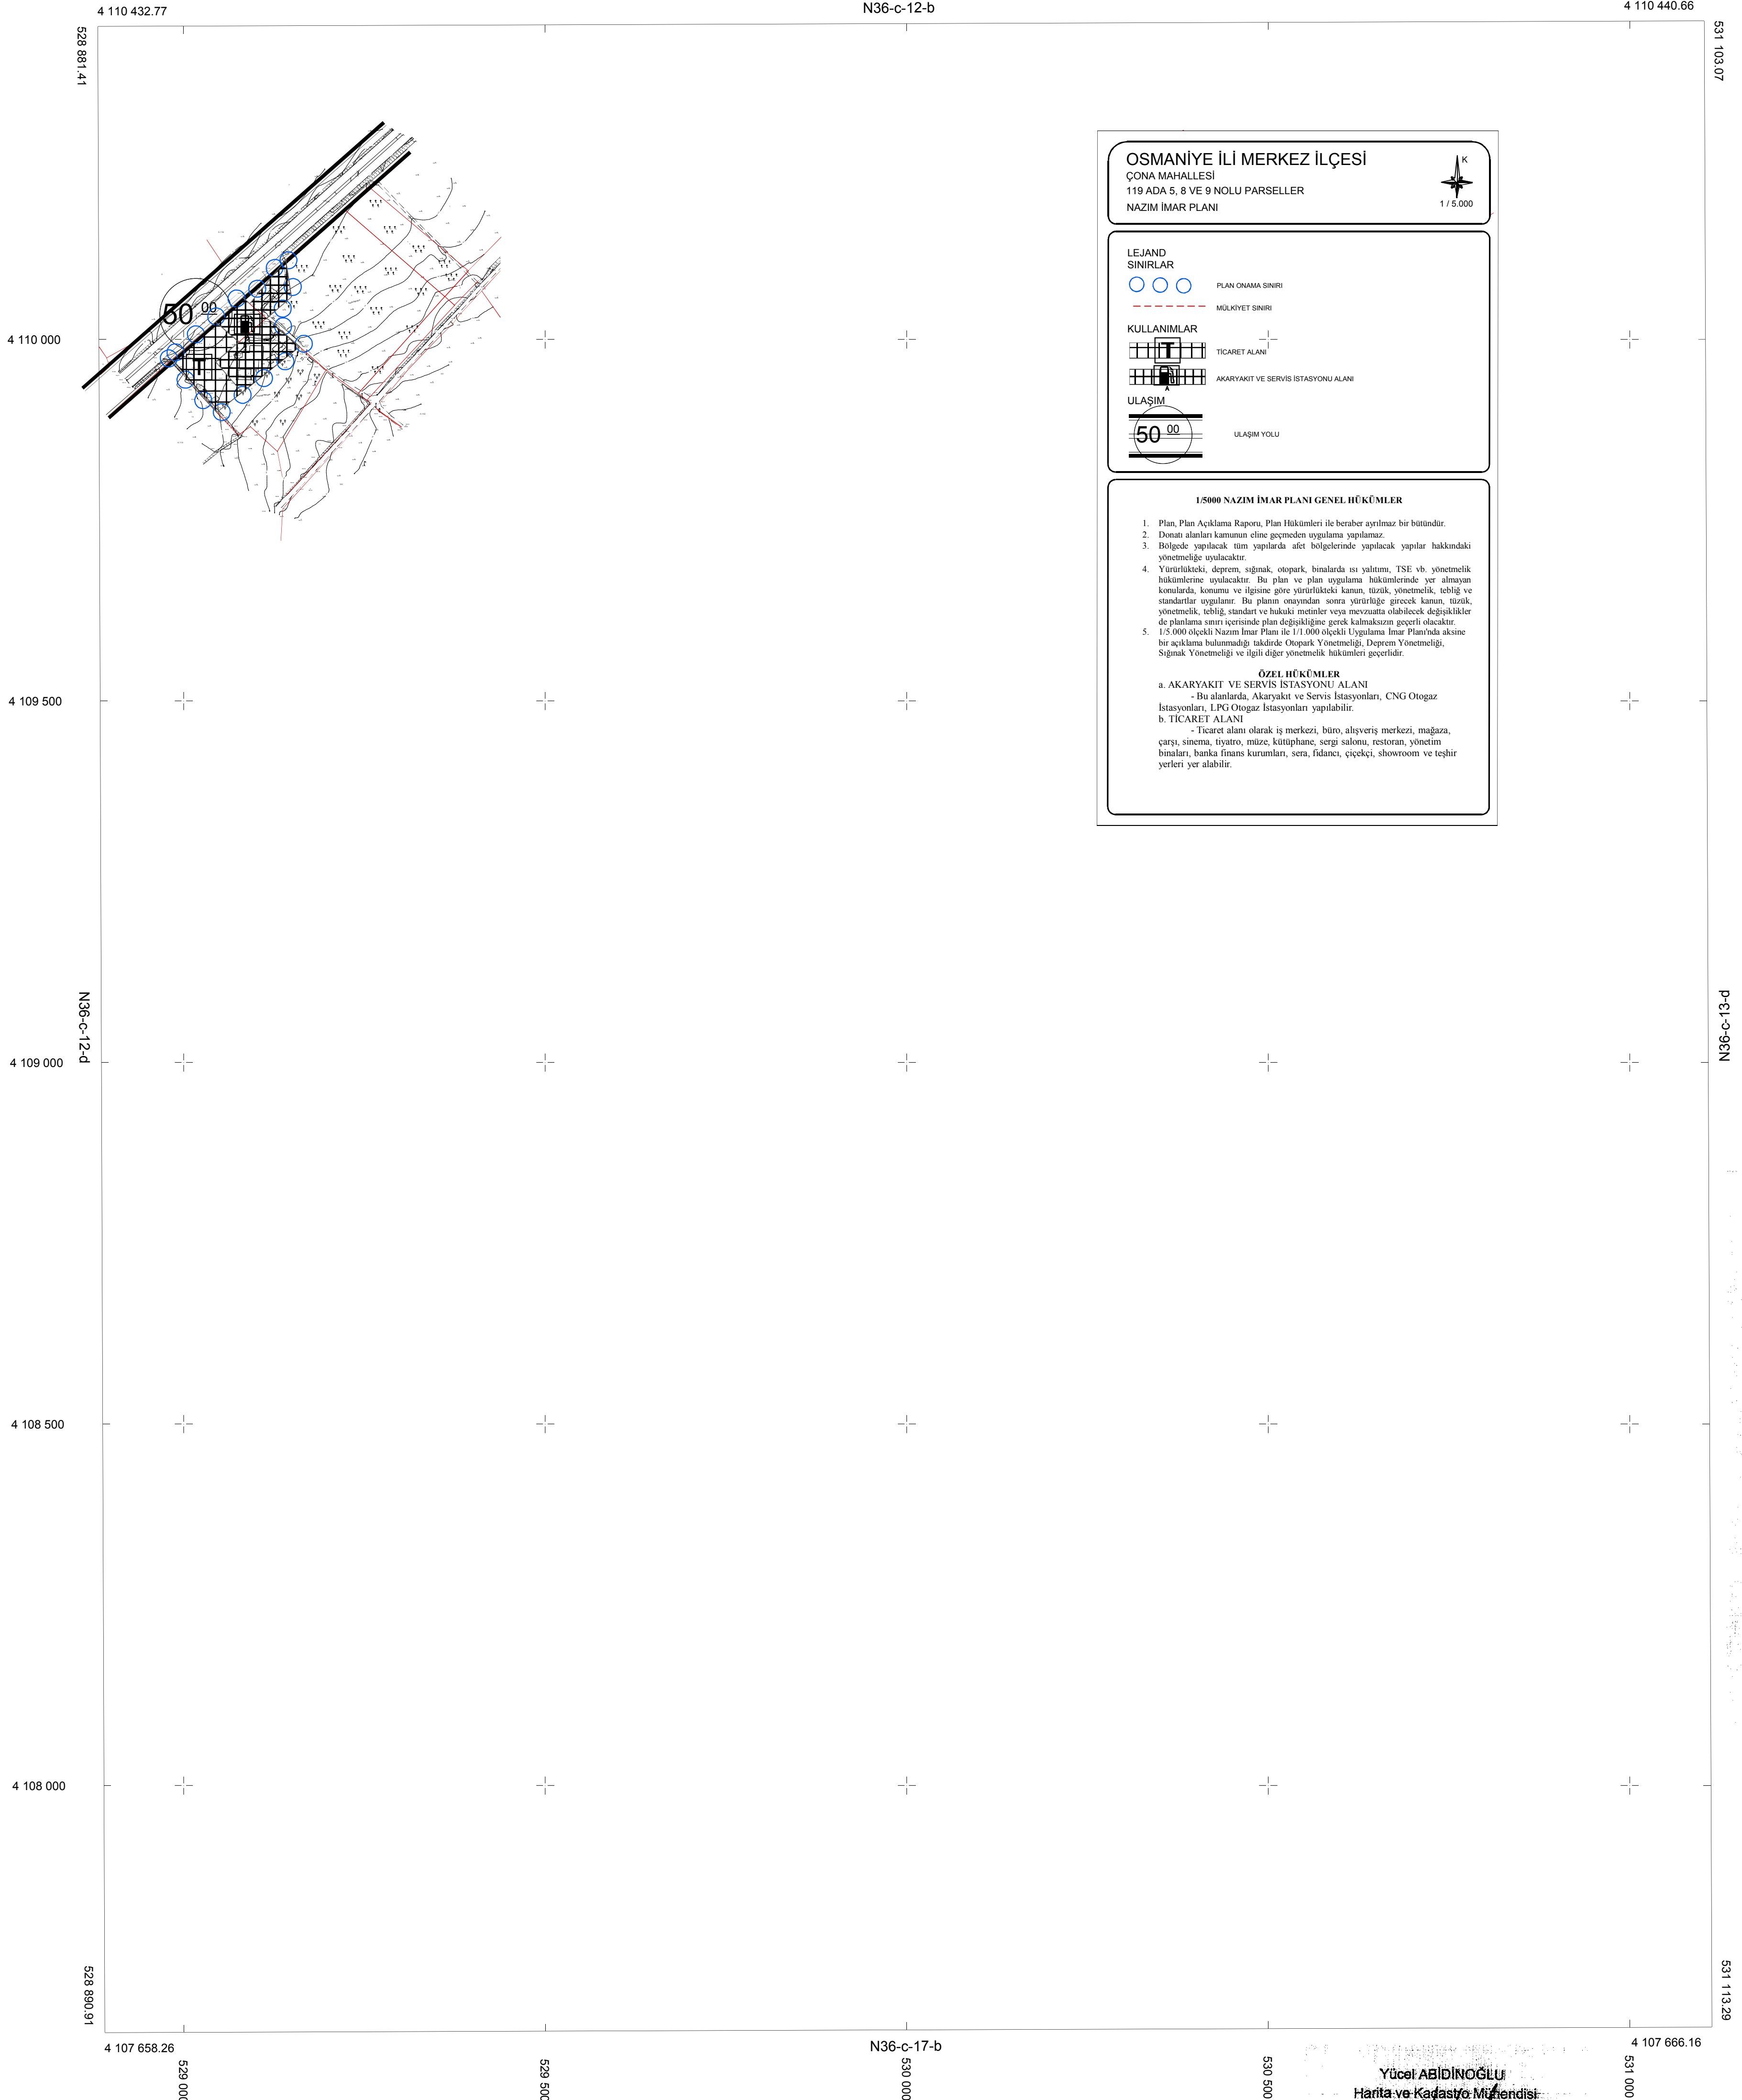 4 110 432.77
N36-c-12-b
4 110 440.66
528 881.41
531 103.07
OSMANİYE İLİ MERKEZ İLÇESİ
ÇONA MAHALLESİ
119 ADA 5, 8 VE 9 NOLU PARSELLER
NAZIM İMAR PLANI
K
1 / 5.000
LEJAND
SINIRLAR
PLAN ONAMA SINIRI
MÜLKİYET SINIRI
KULLANIMLAR
T
TİCARET ALANI
A
AKARYAKIT VE SERVİS İSTASYONU ALANI
ULAŞIM
50 00
ULAŞIM YOLU
50 00
T
1/5000 NAZIM İMAR PLANI GENEL HÜKÜMLER
1. Plan, Plan Açıklama Raporu, Plan Hükümleri ile beraber ayrılmaz bir bütündür.
2. Donatı alanları kamunun eline geçmeden uygulama yapılamaz.
3. Bölgede yapılacak tüm yapılarda afet bölgelerinde yapılacak yapılar hakkındaki
yönetmeliğe uyulacaktır.
4. Yürürlükteki, deprem, sığınak, otopark, binalarda ısı yalıtımı, TSE vb. yönetmelik
hükümlerine uyulacaktır. Bu plan ve plan uygulama hükümlerinde yer almayan
konularda, konumu ve ilgisine göre yürürlükteki kanun, tüzük, yönetmelik, tebliğ ve
standartlar uygulanır. Bu planın onayından sonra yürürlüğe girecek kanun, tüzük,
yönetmelik, tebliğ, standart ve hukuki metinler veya mevzuatta olabilecek değişiklikler
de planlama sınırı içerisinde plan değişikliğine gerek kalmaksızın geçerli olacaktır.
5. 1/5.000 ölçekli Nazım İmar Planı ile 1/1.000 ölçekli Uygulama İmar Planı'nda aksine
bir açıklama bulunmadığı takdirde Otopark Yönetmeliği, Deprem Yönetmeliği,
Sığınak Yönetmeliği ve ilgili diğer yönetmelik hükümleri geçerlidir.
ÖZEL HÜKÜMLER
a. AKARYAKIT VE SERVİS İSTASYONU ALANI
- Bu alanlarda, Akaryakıt ve Servis İstasyonları, CNG Otogaz
İstasyonları, LPG Otogaz İstasyonları yapılabilir.
b. TİCARET ALANI
- Ticaret alanı olarak iş merkezi, büro, alışveriş merkezi, mağaza,
çarşı, sinema, tiyatro, müze, kütüphane, sergi salonu, restoran, yönetim
binaları, banka finans kurumları, sera, fidancı, çiçekçi, showroom ve teşhir
yerleri yer alabilir.
4 110 000
4 109 500
4 109 000
N36-c-12-d
N36-c-13-d
4 108 500
4 108 000
528 890.91
531 113.29
4 107 658.26
N36-c-17-b
4 107 666.16
529 000
529 500
530 000
530 500
531 000
Yücel ABİDİNOĞLU
Harita ve Kadastro Mühendisi